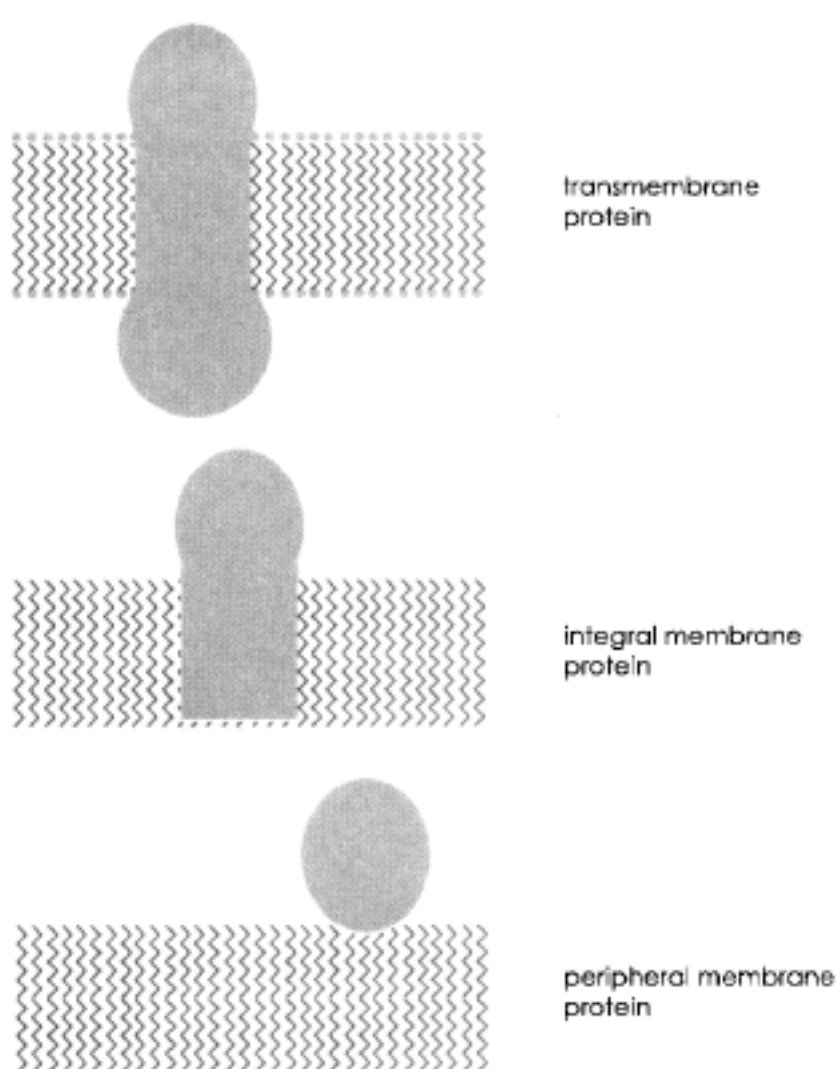 transmembrane
protein
integral membrane
protein
peripheral membrane
protein